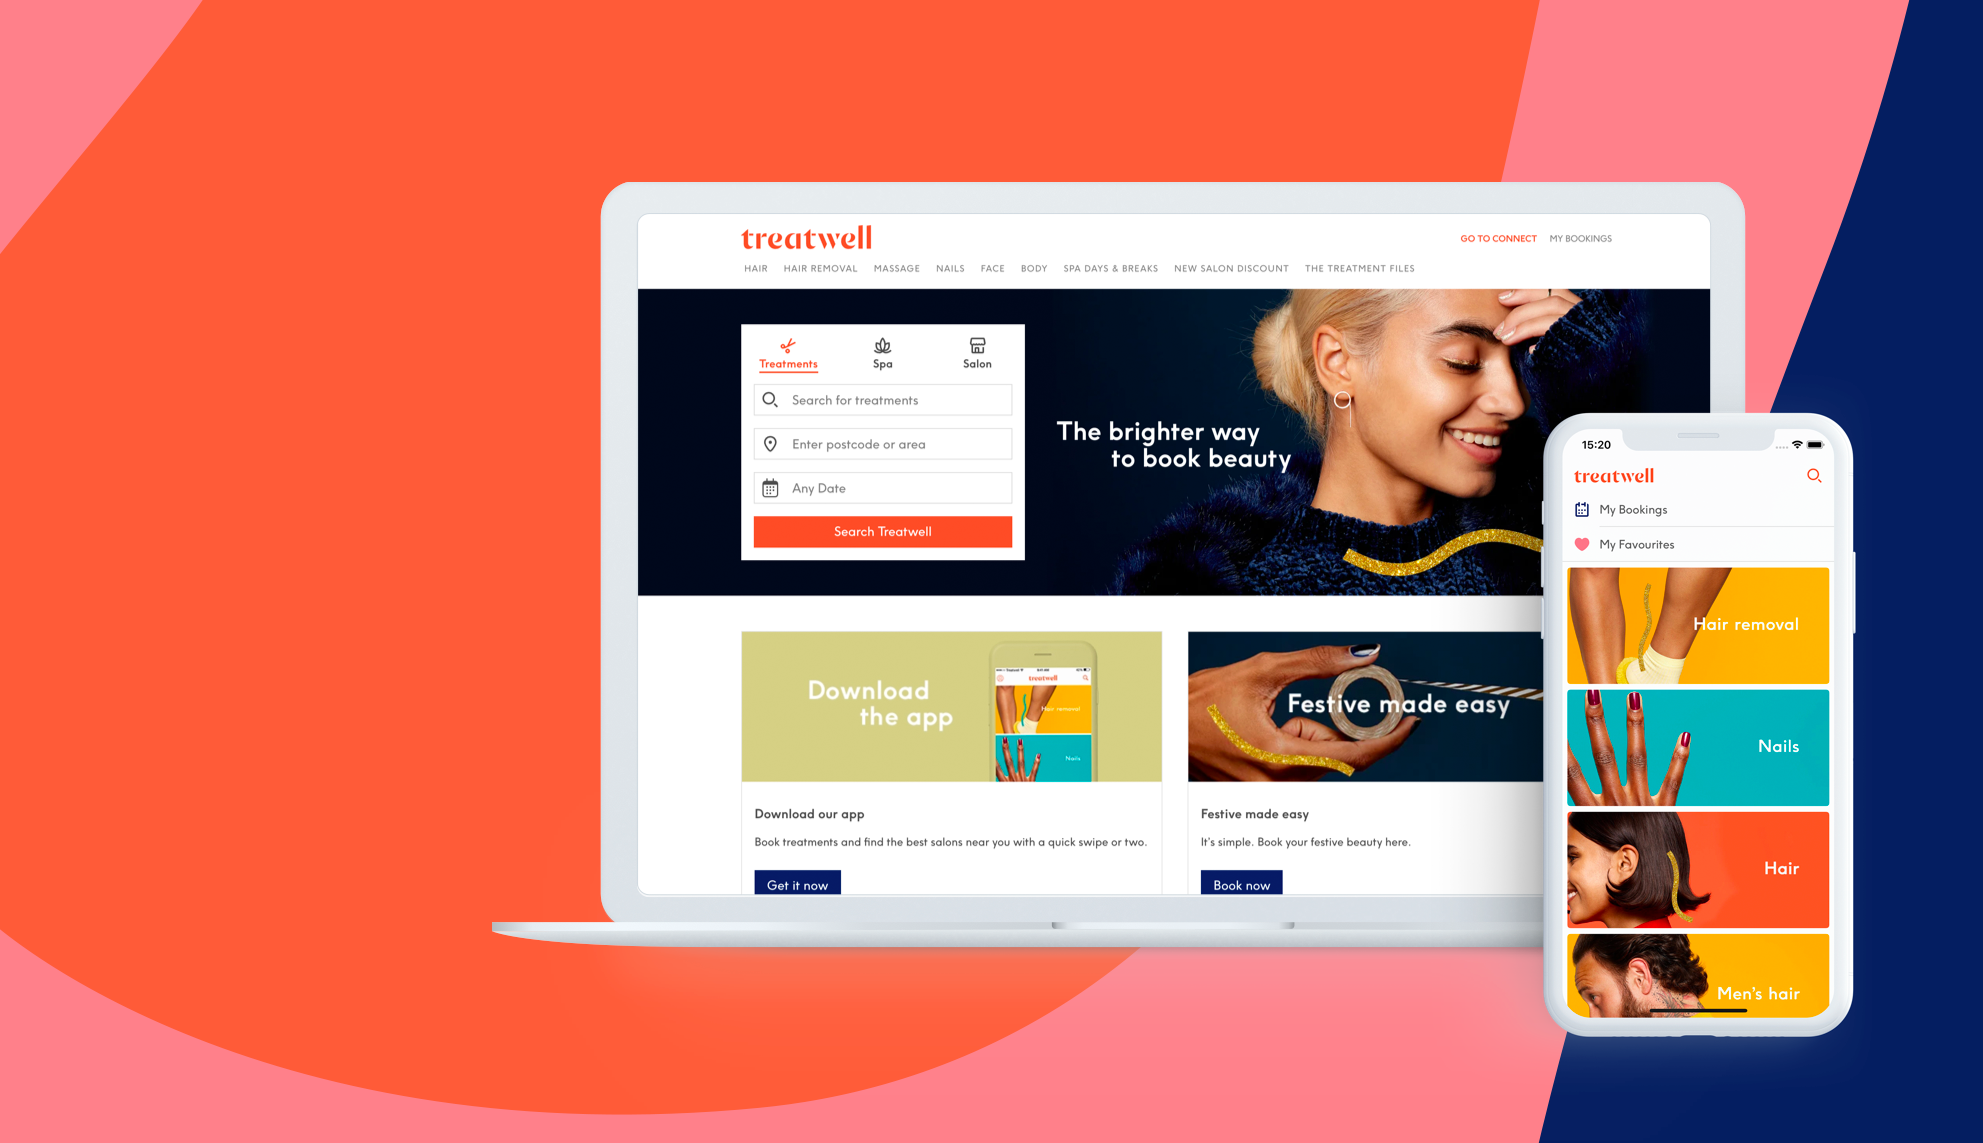 treatwell
GO TO CONNECT MY BOOKINGS
HAIR HAIR REMOVAL MASSAGE NAILS FACE BODY SPA DAYS & BREAKS NEW SALON DISCOUNT THE TREATMENT FILES
Treatments Spa Salon
Search for treatments
Enter postcode or area
Any Date
Search Treatwell
The brighter way
to book beauty
Download
the app
treatwell
Hair removal
Nails
Festive made easy
Download our app
Book treatments and find the best salons near you with a quick swipe or two.
Get it now
Festive made easy
It's simple. Book your festive beauty here.
Book now
15:20
treatwell
My Bookings
My Favourites
Hair removal
Nails
Hair
Men's hair